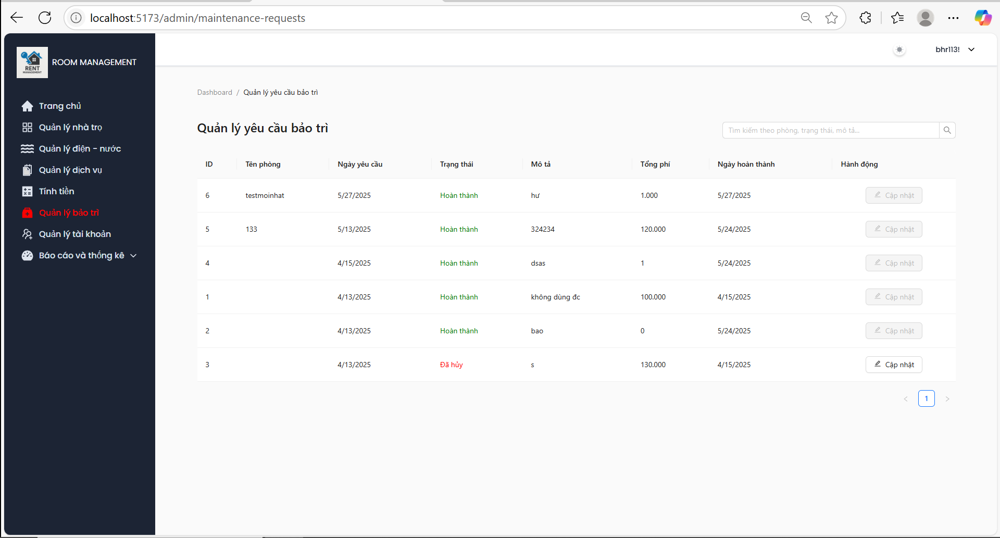 localhost:5173/admin/maintenance-requests
RENT
MANAGEMENT
ROOM MANAGEMENT
bhr113!
Trang chủ
Quản lý nhà trọ
Quản lý điện - nước
Quản lý dịch vụ
Tính tiền
Quản lý bảo trì
Quản lý tài khoản
Báo cáo và thống kê
Dashboard / Quản lý yêu cầu bảo trì
Quản lý yêu cầu bảo trì
Tìm kiếm theo phòng, trạng thái, mô tả...
ID Tên phòng Ngày yêu cầu Trạng thái Mô tả Tổng phí Ngày hoàn thành Hành động
6 testmoinhat 5/27/2025 Hoàn thành hư 1.000 5/27/2025 Cập nhật
5 133 5/13/2025 Hoàn thành 324234 120.000 5/24/2025 Cập nhật
4 4/15/2025 Hoàn thành dsas 1 5/24/2025 Cập nhật
1 4/13/2025 Hoàn thành không dùng đc 100.000 4/15/2025 Cập nhật
2 4/13/2025 Hoàn thành bao 0 5/24/2025 Cập nhật
3 4/13/2025 Đã hủy s 130.000 4/15/2025 Cập nhật
< 1 >